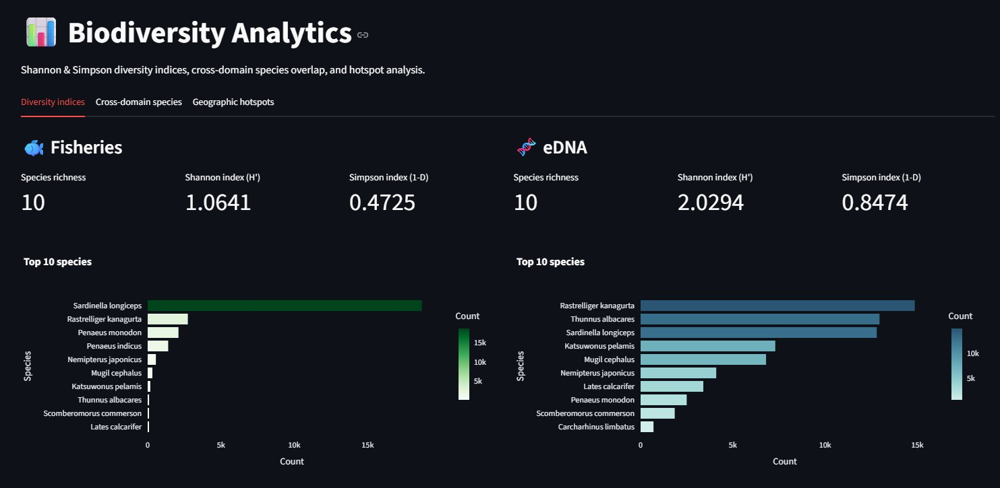 Biodiversity Analytics
Shannon & Simpson diversity indices, cross-domain species overlap, and hotspot analysis.
Diversity indices Cross-domain species Geographic hotspots
Fisheries
Species richness Shannon index (H') Simpson index (1-D)
10 1.0641 0.4725
Top 10 species
Species
Sardinella longiceps
Rastrelliger kanagurta
Penaeus monodon
Penaeus indicus
Nemipterus japonicus
Mugil cephalus
Katsuwonus pelamis
Thunnus albacares
Scomberomorus commerson
Lates calcarifer
0 5k 10k 15k
Count
Count
15k
10k
5k
eDNA
Species richness Shannon index (H') Simpson index (1-D)
10 2.0294 0.8474
Top 10 species
Species
Rastrelliger kanagurta
Thunnus albacares
Sardinella longiceps
Katsuwonus pelamis
Mugil cephalus
Nemipterus japonicus
Lates calcarifer
Penaeus monodon
Scomberomorus commerson
Carcharhinus limbatus
0 5k 10k 15k
Count
Count
10k
5k